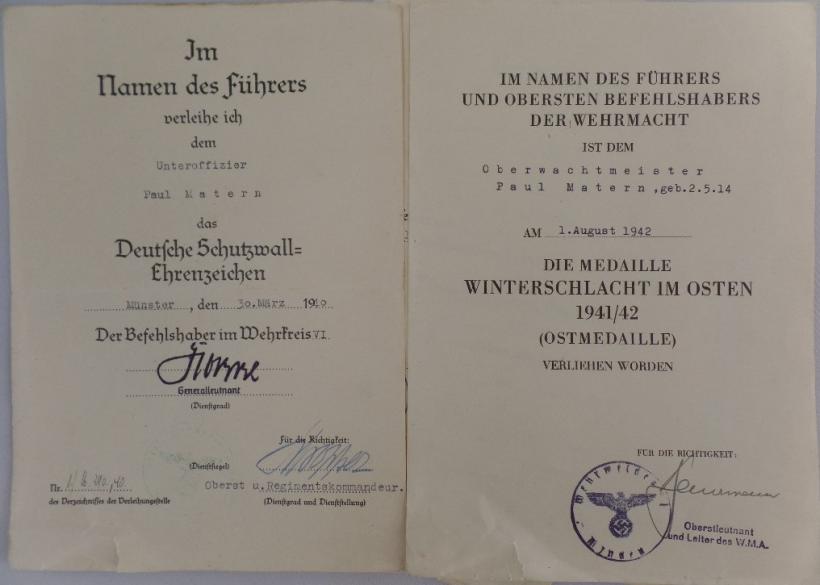 Im
Namen des Führers
verleihe ich
dem
Unteroffizier
Paul Matern
das
Deutsche Schutzwall=
Ehrenzeichen
Münster, den 30.März 1940
Der Befehlshaber im Wehrkreis VI.
Generalleutnant
(Dienstgrad)
Für die Richtigkeit:
(Dienstsiegel)
Oberst u. Regimentskommandeur.
Nr.
des Verzeichnisses der Verleihungsstelle
(Dienstgrad und Dienststellung)
IM NAMEN DES FÜHRERS
UND OBERSTEN BEFEHLSHABERS
DER WEHRMACHT
IST DEM
Oberwachtmeister
Paul Matern, geb.2.5.14
AM 1.August 1942
DIE MEDAILLE
WINTERSCHLACHT IM OSTEN
1941/42
(OSTMEDAILLE)
VERLIEHEN WORDEN
FÜR DIE RICHTIGKEIT:
Minden
Oberstleutnant
und Leiter des W.M.A.